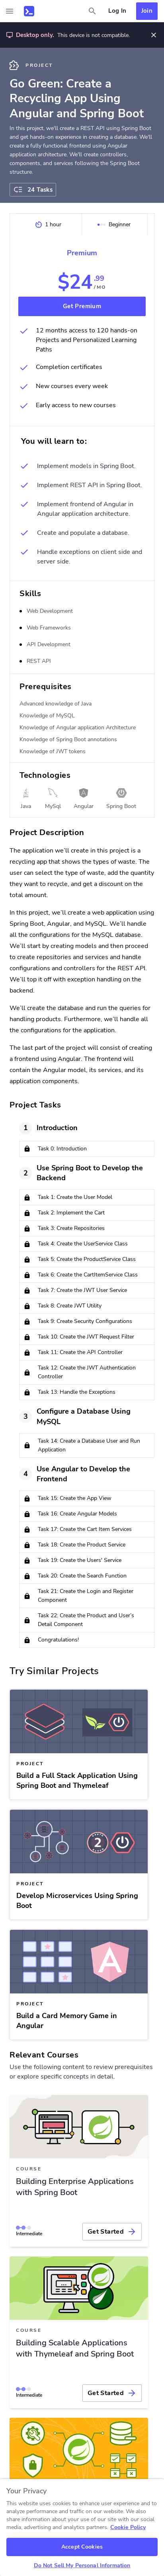 Log In
Join
Desktop only. This device is not compatible.
PROJECT
Go Green: Create a
Recycling App Using
Angular and Spring Boot
In this project, we'll create a REST API using Spring Boot
and get hands-on experience in creating a database. We'll
create a fully functional frontend using Angular
application architecture. We'll create controllers,
components, and services following the Spring Boot
structure.
24 Tasks
1 hour
Beginner
Premium
$24.99
/MO
Get Premium
12 months access to 120 hands-on
Projects and Personalized Learning
Paths
Completion certificates
New courses every week
Early access to new courses
You will learn to:
Implement models in Spring Boot.
Implement REST API in Spring Boot.
Implement frontend of Angular in
Angular application architecture.
Create and populate a database.
Handle exceptions on client side and
server side.
Skills
Web Development
Web Frameworks
API Development
REST API
Prerequisites
Advanced knowledge of Java
Knowledge of MySQL
Knowledge of Angular application Architecture
Knowledge of Spring Boot annotations
Knowledge of JWT tokens
Technologies
Java
MySql
Angular
Spring Boot
Project Description
The application we'll create in this project is a
recycling app that shows the types of waste. The
user can select the type of waste, add the quantity
they want to recycle, and get a discount on the
total amount.
In this project, we'll create a web application using
Spring Boot, Angular, and MySQL. We'll handle
all the configurations for the MySQL database.
We'll start by creating models and then proceed
to create repositories and services and handle
configurations and controllers for the REST API.
We'll top it off with exception handling on the
backend.
We'll create the database and run the queries for
handling products. Furthermore, we'll handle all
the configurations for the application.
The last part of the project will consist of creating
a frontend using Angular. The frontend will
contain the Angular model, its services, and its
application components.
Project Tasks
1
Introduction
Task 0: Introduction
2
Use Spring Boot to Develop the
Backend
Task 1: Create the User Model
Task 2: Implement the Cart
Task 3: Create Repositories
Task 4: Create the UserService Class
Task 5: Create the ProductService Class
Task 6: Create the CartItemService Class
Task 7: Create the JWT User Service
Task 8: Create JWT Utility
Task 9: Create Security Configurations
Task 10: Create the JWT Request Filter
Task 11: Create the API Controller
Task 12: Create the JWT Authentication
Controller
Task 13: Handle the Exceptions
3
Configure a Database Using
MySQL
Task 14: Create a Database User and Run
Application
4
Use Angular to Develop the
Frontend
Task 15: Create the App View
Task 16: Create Angular Models
Task 17: Create the Cart Item Services
Task 18: Create the Product Service
Task 19: Create the Users' Service
Task 20: Create the Search Function
Task 21: Create the Login and Register
Component
Task 22: Create the Product and User's
Detail Component
Congratulations!
Try Similar Projects
PROJECT
Build a Full Stack Application Using
Spring Boot and Thymeleaf
2
PROJECT
Develop Microservices Using Spring
Boot
A
PROJECT
Build a Card Memory Game in
Angular
Relevant Courses
Use the following content to review prerequisites
or explore specific concepts in detail.
COURSE
Building Enterprise Applications
with Spring Boot
Intermediate
Get Started
COURSE
Building Scalable Applications
with Thymeleaf and Spring Boot
Intermediate
Get Started
Your Privacy
This website uses cookies to enhance user experience and to
analyze performance and traffic on our website. We also
share information about your use of our site with our social
media, advertising and analytics partners. Cookie Policy
Accept Cookies
Do Not Sell My Personal Information